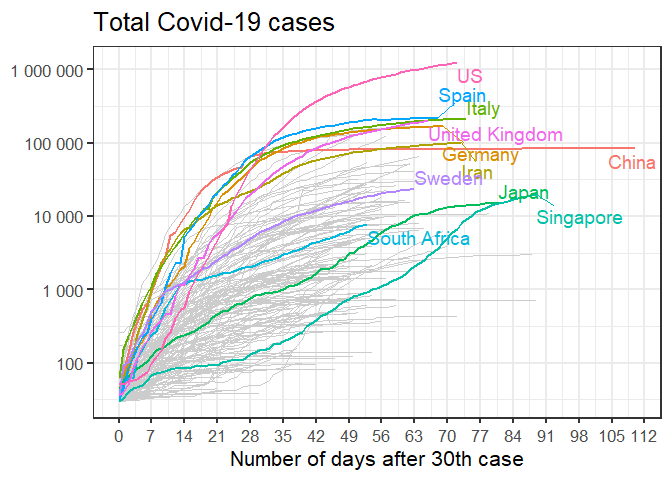 Total Covid-19 cases
1 000 000
100 000
10 000
1 000
100
US
Spain
Italy
United Kingdom
Germany
China
Iran
Sweden
Japan
Singapore
South Africa
0 7 14 21 28 35 42 49 56 63 70 77 84 91 98 105 112
Number of days after 30th case